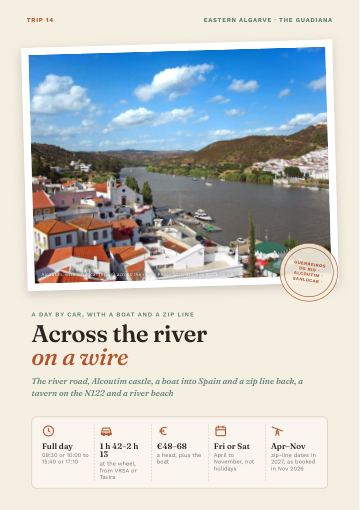 TRIP 14
EASTERN ALGARVE · THE GUADIANA
GUERREIROS
DO RIO ·
ALCOUTIM ·
SANLÚCAR ·
A DAY BY CAR, WITH A BOAT AND A ZIP LINE
Across the river
on a wire
The river road, Alcoutim castle, a boat into Spain and a zip line back, a
tavern on the N122 and a river beach
Full day
09:30 or 10:00 to
15:40 or 17:10
1 h 42–2 h
15
at the wheel,
from VRSA or
Tavira
€48–68
a head, plus the
boat
Fri or Sat
April to
November, not
holidays
Apr–Nov
zip-line dates in
2027, as booked
in Nov 2026